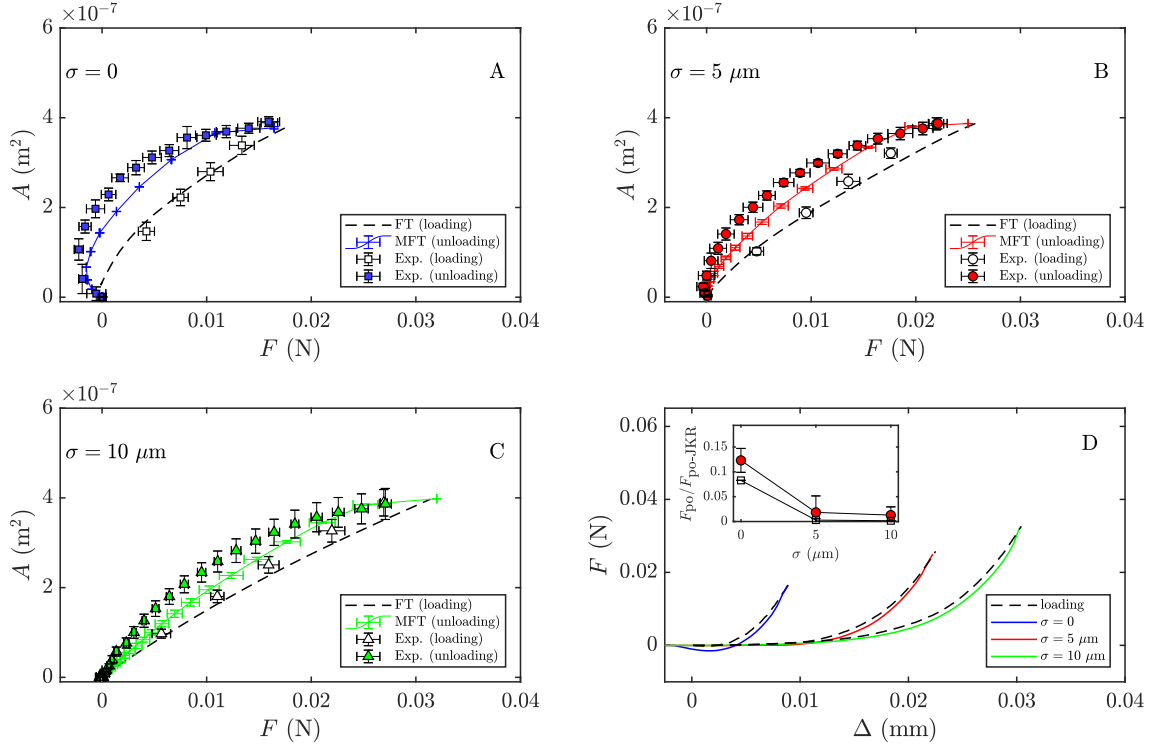 ×10⁻⁷
6
σ = 0
A
4
A (m²)
2
FT (loading)
MFT (unloading)
Exp. (loading)
Exp. (unloading)
0
0 0.01 0.02 0.03 0.04
F (N)
×10⁻⁷
6
σ = 5 μm
B
4
A (m²)
2
FT (loading)
MFT (unloading)
Exp. (loading)
Exp. (unloading)
0
0 0.01 0.02 0.03 0.04
F (N)
×10⁻⁷
6
σ = 10 μm
C
4
A (m²)
2
FT (loading)
MFT (unloading)
Exp. (loading)
Exp. (unloading)
0
0 0.01 0.02 0.03 0.04
F (N)
0.06
D
0.04
F (N)
0.02
0
0.15
0.1
0.05
0
F_po/F_po-JKR
0 5 10
σ (μm)
loading
σ = 0
σ = 5 μm
σ = 10 μm
0 0.01 0.02 0.03 0.04
Δ (mm)